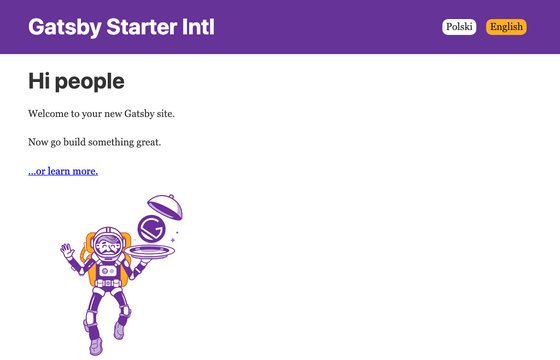 Gatsby Starter Intl
Polski English
Hi people
Welcome to your new Gatsby site.
Now go build something great.
...or learn more.